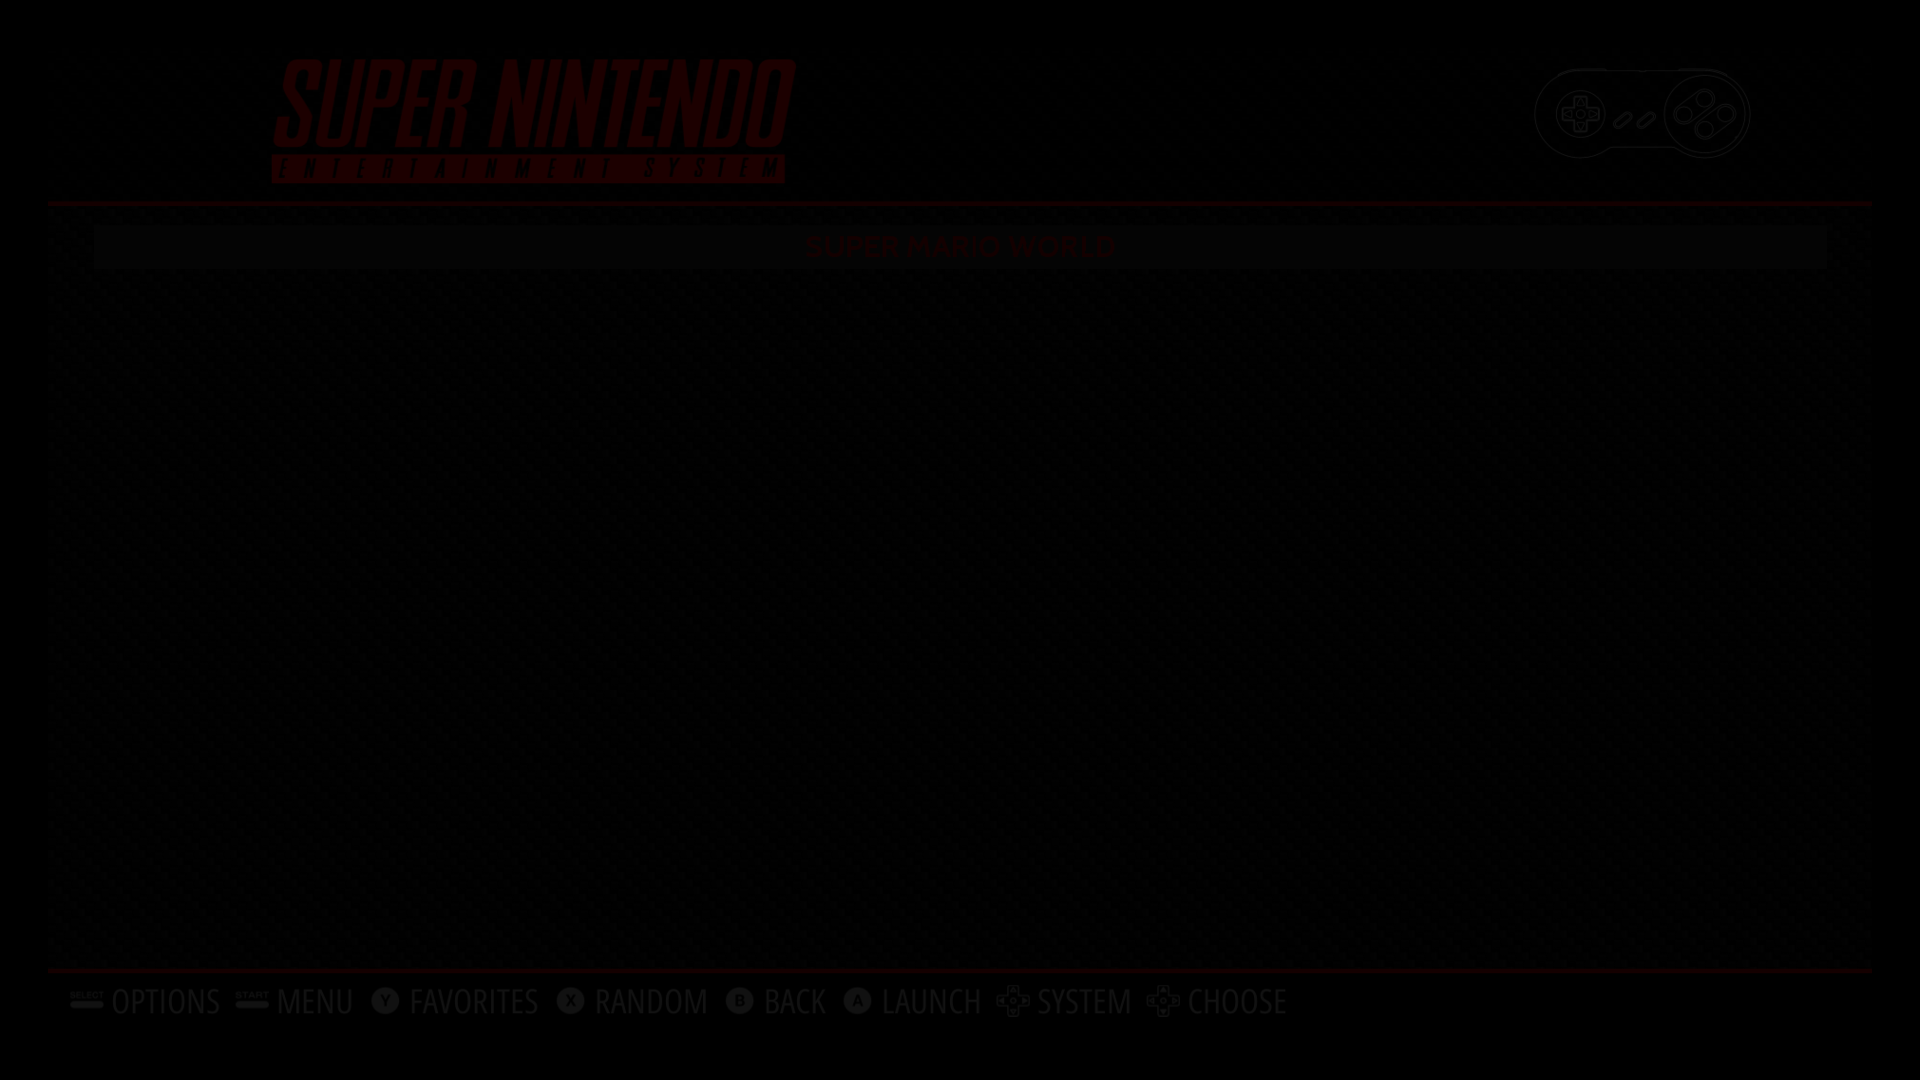 SUPER NINTENDO
ENTERTAINMENT SYSTEM
SUPER MARIO WORLD
SELECT OPTIONS START MENU Y FAVORITES X RANDOM B BACK A LAUNCH SYSTEM CHOOSE